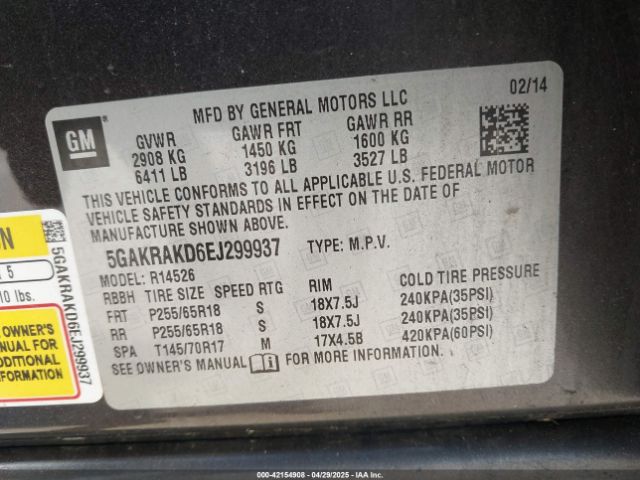 MFD BY GENERAL MOTORS LLC
02/14
GM
GVWR GAWR FRT GAWR RR
2908 KG 1450 KG 1600 KG
6411 LB 3196 LB 3527 LB
THIS VEHICLE CONFORMS TO ALL APPLICABLE U.S. FEDERAL MOTOR
VEHICLE SAFETY STANDARDS IN EFFECT ON THE DATE OF
MANUFACTURE SHOWN ABOVE.
5GAKRAKD6EJ299937 TYPE: M.P.V.
MODEL: R14526
RBBH TIRE SIZE SPEED RTG RIM COLD TIRE PRESSURE
FRT P255/65R18 S 18X7.5J 240KPA(35PSI)
RR P255/65R18 S 18X7.5J 240KPA(35PSI)
SPA T145/70R17 M 17X4.5B 420KPA(60PSI)
SEE OWNER'S MANUAL FOR MORE INFORMATION.
5
lbs.
OWNER'S
MANUAL FOR
ADDITIONAL
5GAKRAKD6EJ299937
000-42154908 04/29/2025 IAAI, Inc. (c)